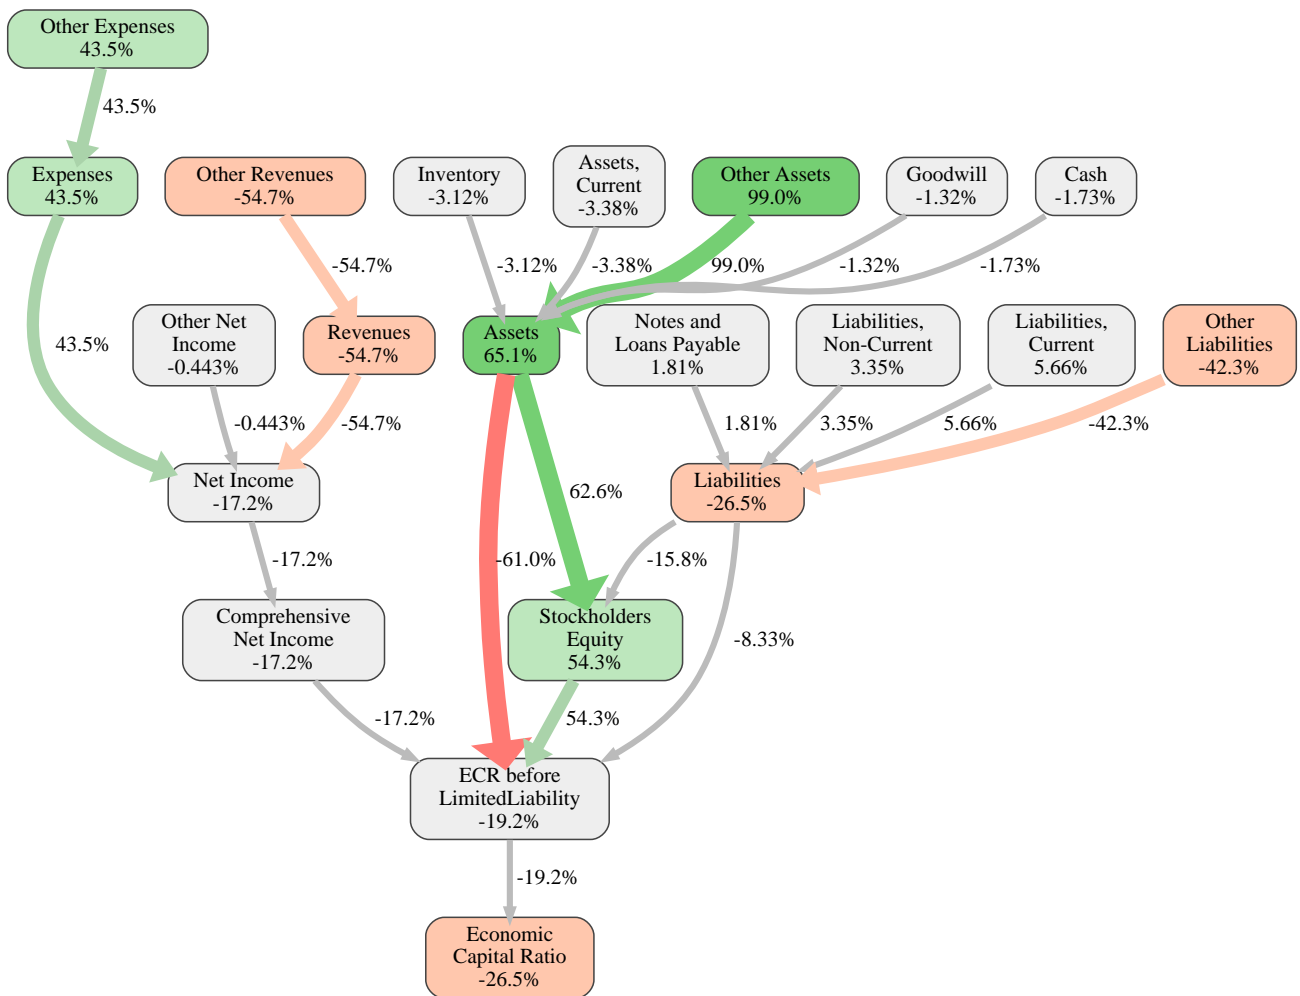 Other Expenses
43.5%
43.5%
Expenses
43.5%
Other Revenues
-54.7%
Inventory
-3.12%
Assets,
Current
-3.38%
Other Assets
99.0%
Goodwill
-1.32%
Cash
-1.73%
-54.7%
-3.12%
-3.38%
99.0%
-1.32%
-1.73%
43.5%
Other Net
Income
-0.443%
Revenues
-54.7%
Assets
65.1%
Notes and
Loans Payable
1.81%
Liabilities,
Non-Current
3.35%
Liabilities,
Current
5.66%
Other
Liabilities
-42.3%
-0.443%
-54.7%
1.81%
3.35%
5.66%
-42.3%
Net Income
-17.2%
62.6%
Liabilities
-26.5%
-17.2%
-61.0%
-15.8%
Comprehensive
Net Income
-17.2%
Stockholders
Equity
54.3%
-8.33%
-17.2%
54.3%
ECR before
LimitedLiability
-19.2%
-19.2%
Economic
Capital Ratio
-26.5%